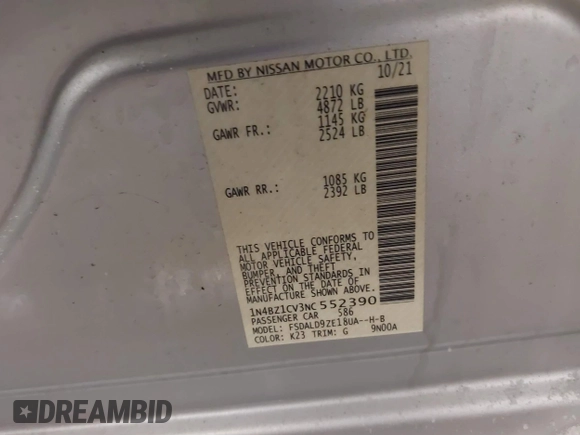 MFD BY NISSAN MOTOR CO., LTD.
DATE: 10/21
GVWR: 2210 KG
4872 LB
GAWR FR.: 1145 KG
2524 LB
GAWR RR.: 1085 KG
2392 LB
THIS VEHICLE CONFORMS TO
ALL APPLICABLE FEDERAL
MOTOR VEHICLE SAFETY,
BUMPER, AND THEFT
PREVENTION STANDARDS IN
EFFECT ON THE DATE OF
MANUFACTURE SHOWN ABOVE.
1N4BZ1CV3NC552390
PASSENGER CAR 586
MODEL: FSDALD9ZE18UA--H-B
COLOR: K23 TRIM: G 9N00A
DREAMBID